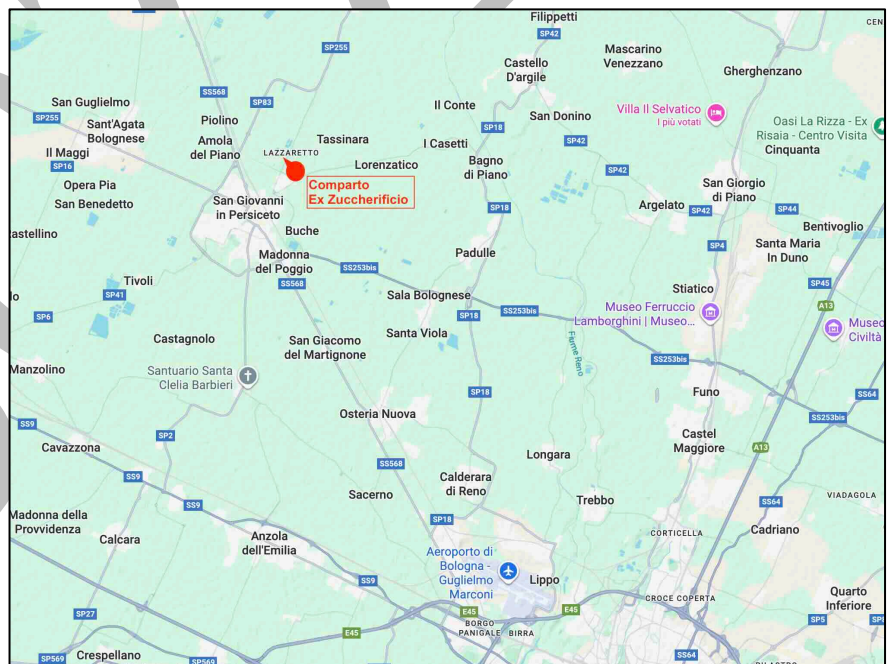 Filippetti
SP42
CEN
SP255
Mascarino
Venezzano
Castello
D'argile
Gherghenzano
SS568
SP83
San Guglielmo
Il Conte
Villa Il Selvatico
I più votati
SP255
Sant'Agata
Bolognese
Piolino
San Donino
Oasi La Rizza - Ex
Risaia - Centro Visita
Cinquanta
SP18
Il Maggi
Amola
del Piano
Tassinara
I Casetti
SP42
LAZZARETTO
SP16
Lorenzatico
Bagno
di Piano
SP42
Opera Pia
Comparto
Ex Zuccherificio
San Giorgio
di Piano
San Benedetto
San Giovanni
in Persiceto
SP18
Argelato
SP42
SP44
Buche
Bentivoglio
astellino
SP4
Santa Maria
In Duno
Madonna
del Poggio
SS253bis
Padulle
Tivoli
SS568
SP45
Stiatico
lo
SP41
Sala Bolognese
SP6
SP18
SS253bis
Museo Ferruccio
Lamborghini | Museo...
A13
Museo
Civiltà
Castagnolo
San Giacomo
del Martignone
Santa Viola
Fiume Reno
SS253bis
Manzolino
Santuario Santa
Clelia Barbieri
SP18
Funo
SS64
Osteria Nuova
SS253bis
SS9
SP2
Castel
Maggiore
Cavazzona
A13
Longara
SS568
SS9
Calderara
di Reno
Sacerno
Trebbo
SS64
VIADAGOLA
SS9
Madonna della
Provvidenza
SP18
Cadriano
Calcara
Anzola
dell'Emilia
CORTICELLA
Aeroporto di
Bologna -
Guglielmo
Marconi
Lippo
SS9
CROCE COPERTA
Quarto
Inferiore
SP27
E45
E45
SP5
BORGO
PANIGALE
BIRRA
E45
SP569
Crespellano
SP569
SS64